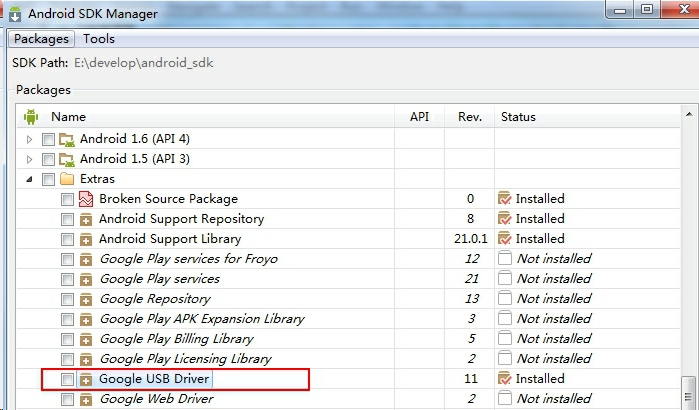 Android SDK Manager
Packages Tools
SDK Path: E:\develop\android_sdk
Packages
Name API Rev. Status
Android 1.6 (API 4)
Android 1.5 (API 3)
Extras
Broken Source Package 0 Installed
Android Support Repository 8 Installed
Android Support Library 21.0.1 Installed
Google Play services for Froyo 12 Not installed
Google Play services 21 Not installed
Google Repository 13 Not installed
Google Play APK Expansion Library 3 Not installed
Google Play Billing Library 5 Not installed
Google Play Licensing Library 2 Not installed
Google USB Driver 11 Installed
Google Web Driver 2 Not installed